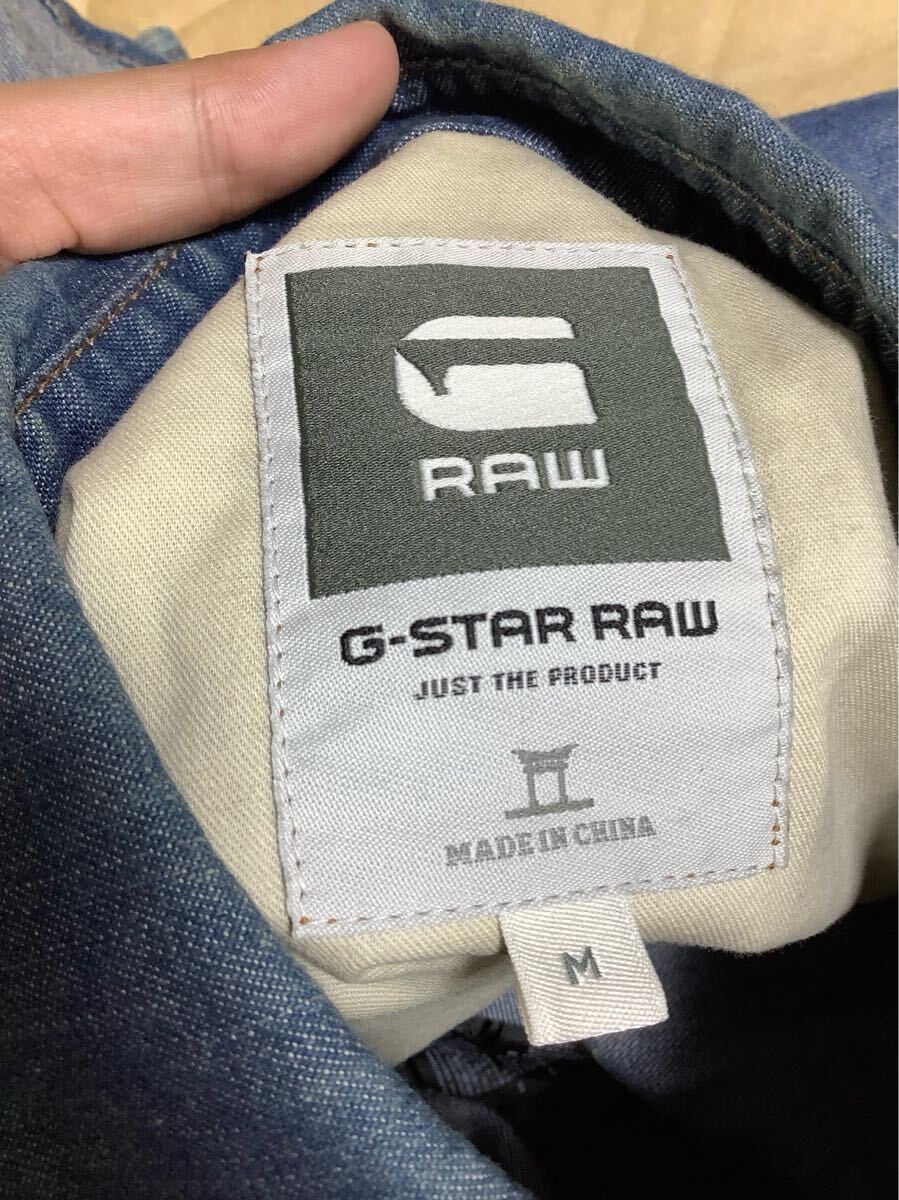 G
RAW
G-STAR RAW
JUST THE PRODUCT
MADE IN CHINA
M